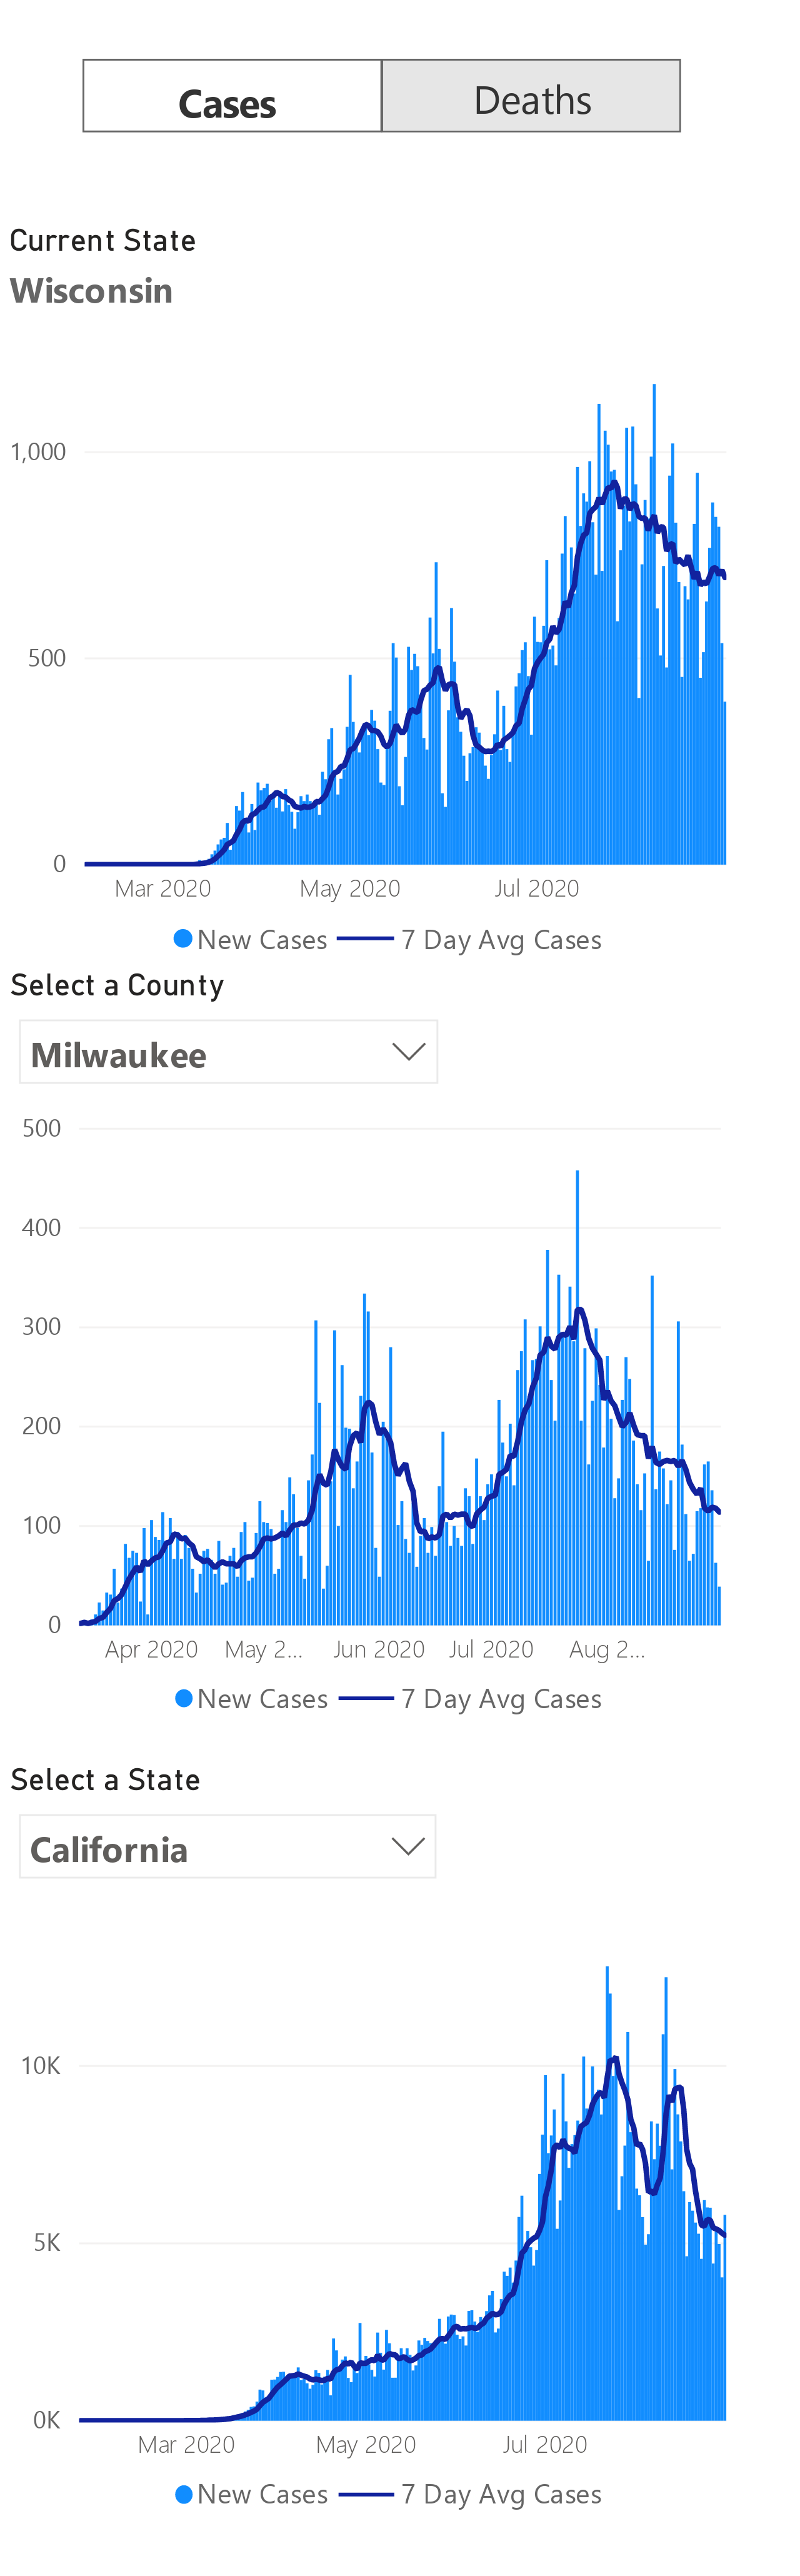 Cases Deaths
Current State
Wisconsin
1,000
500
0
Mar 2020 May 2020 Jul 2020
New Cases 7 Day Avg Cases
Select a County
Milwaukee
500
400
300
200
100
0
Apr 2020 May 2... Jun 2020 Jul 2020 Aug 2...
New Cases 7 Day Avg Cases
Select a State
California
10K
5K
0K
Mar 2020 May 2020 Jul 2020
New Cases 7 Day Avg Cases